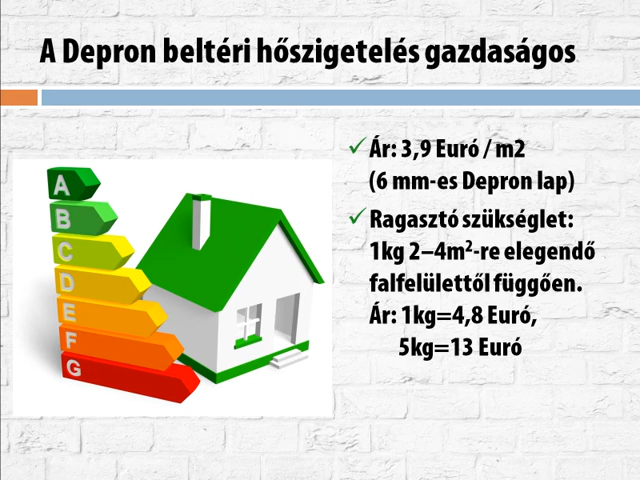 A Depron beltéri hőszigetelés gazdaságos
Ár: 3,9 Euró / m2
(6 mm-es Depron lap)
Ragasztó szükséglet:
1kg 2–4m²-re elegendő
falfelülettől függően.
Ár: 1kg=4,8 Euró,
5kg=13 Euró
A
B
C
D
E
F
G